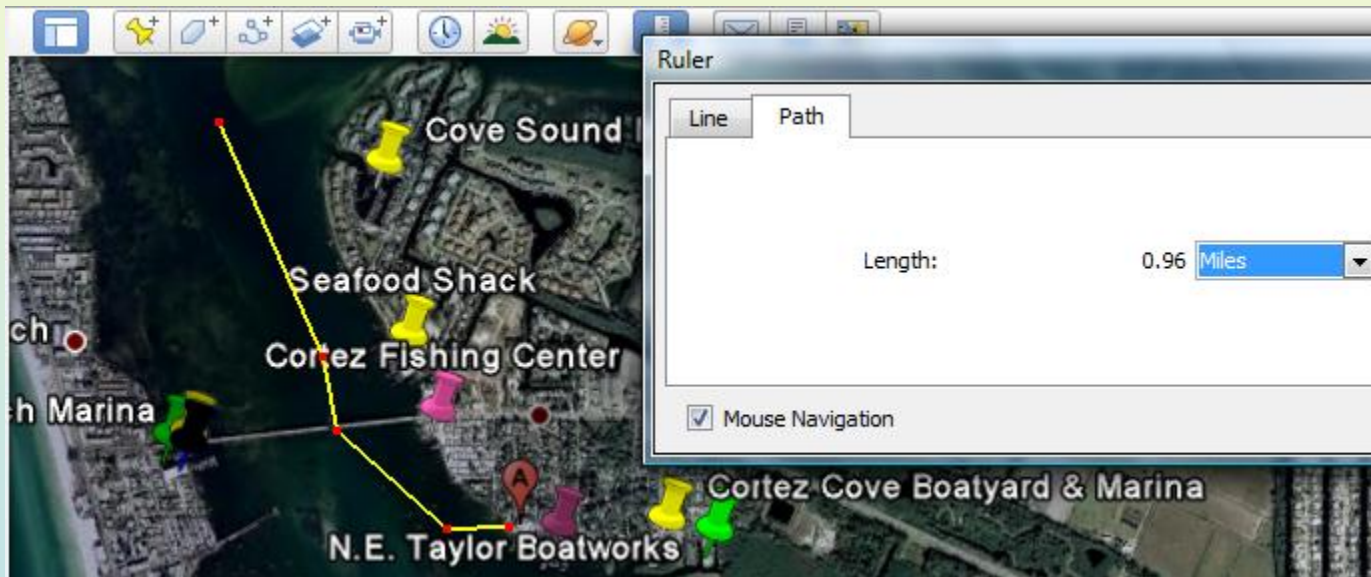 Ruler
Line Path
Length: 0.96 Miles
Mouse Navigation
Cove Sound
Seafood Shack
ch
Cortez Fishing Center
h Marina
A
Cortez Cove Boatyard & Marina
N.E. Taylor Boatworks